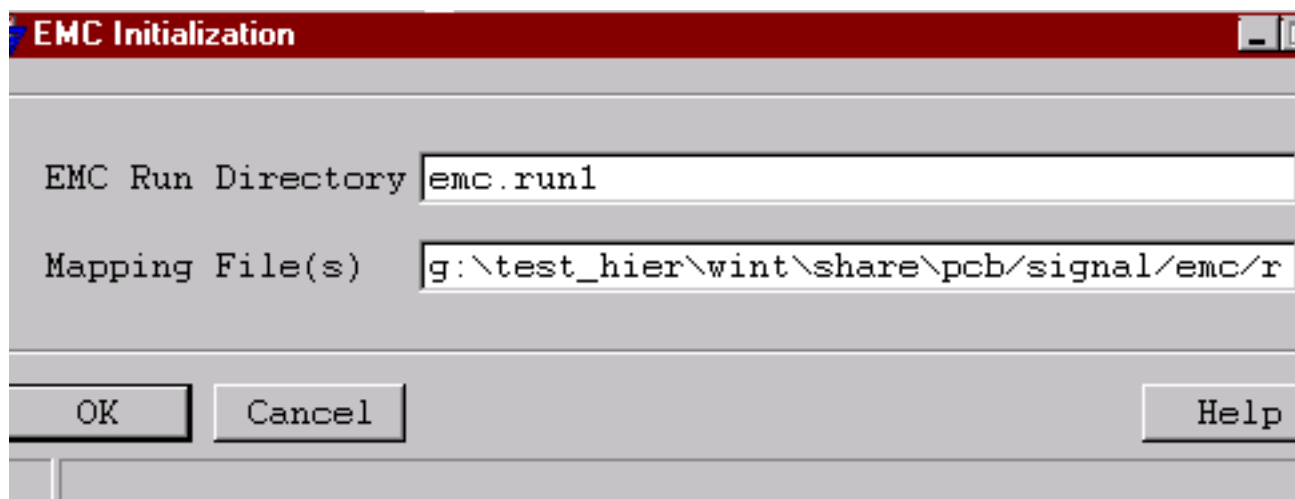 EMC Initialization
EMC Run Directory emc.run1
Mapping File(s) g:\test_hier\wint\share\pcb/signal/emc/r
OK Cancel Help